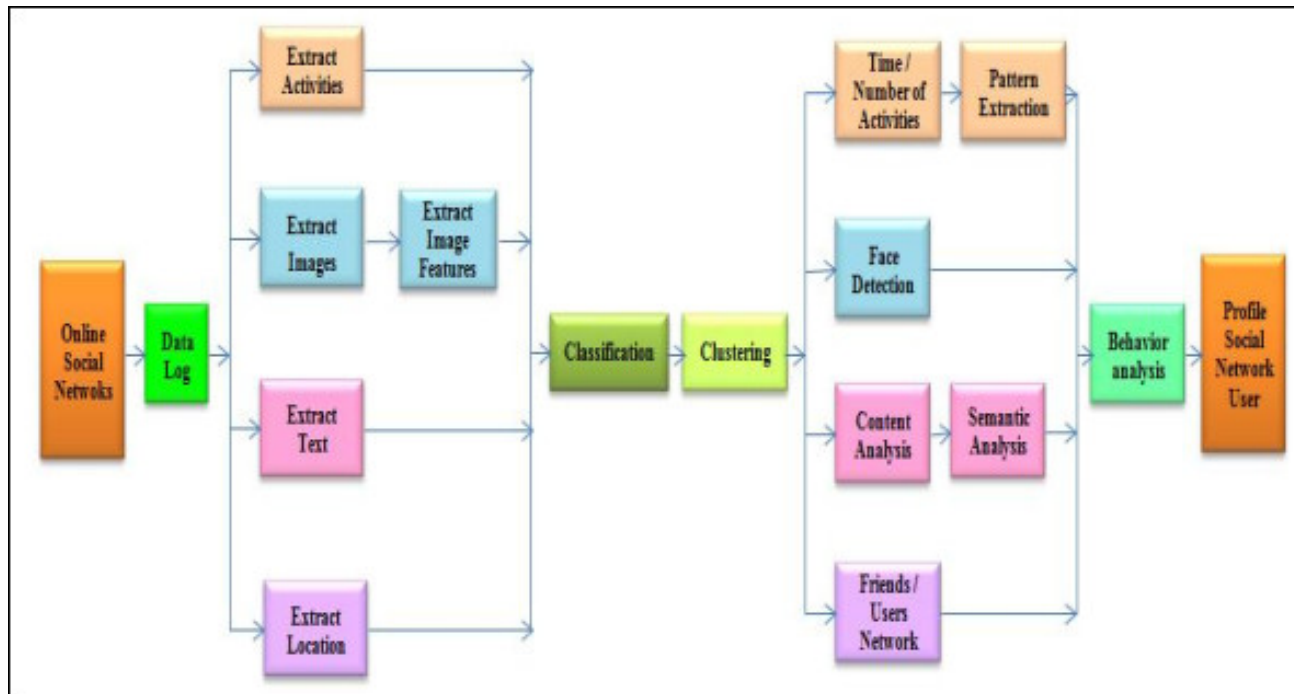 Online
Social
Netwoks
Data
Log
Extract
Activities
Extract
Images
Extract
Image
Features
Extract
Text
Extract
Location
Classification
Clustering
Time /
Number of
Activities
Pattern
Extraction
Face
Detection
Content
Analysis
Semantic
Analysis
Friends /
Users
Network
Behavior
analysis
Profile
Social
Network
User